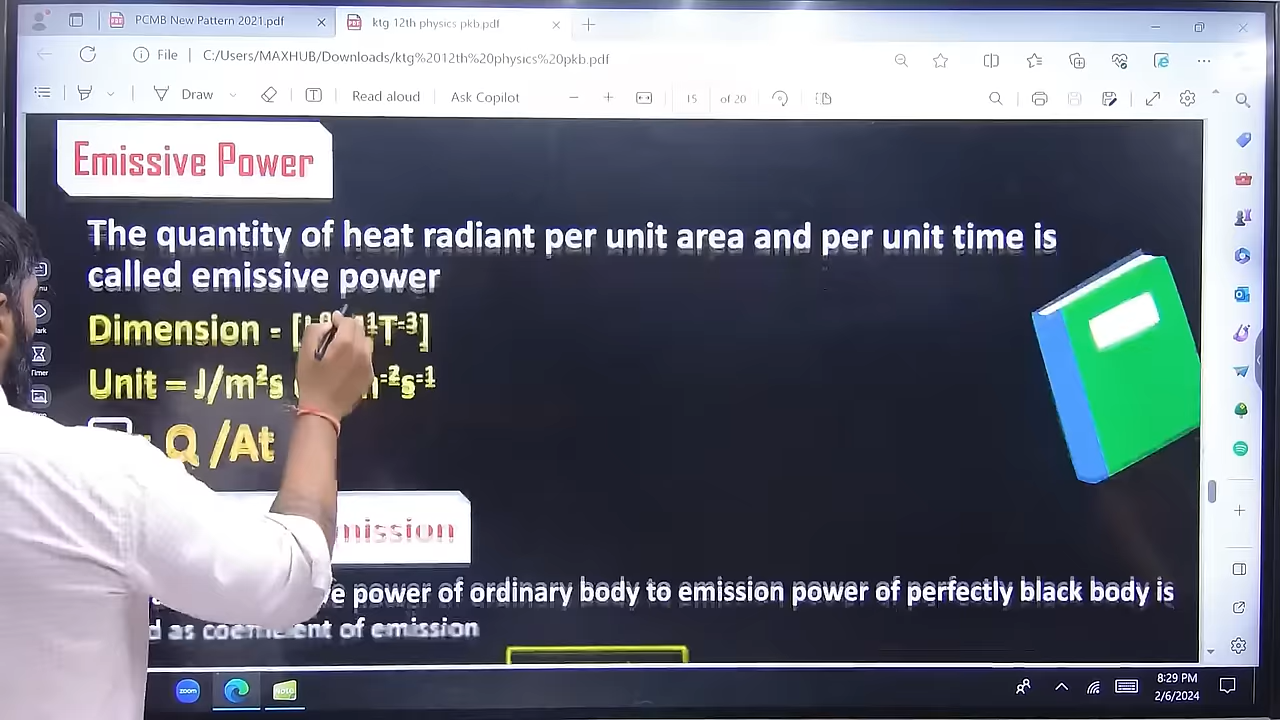 PCMB New Pattern 2021.pdf
ktg 12th physics pkb.pdf
File C:/Users/MAXHUB/Downloads/ktg%2012th%20physics%20pkb.pdf
Draw Read aloud Ask Copilot 15 of 20
Emissive Power
The quantity of heat radiant per unit area and per unit time is
called emissive power
Dimension = [ T-3]
Unit = J/m²s s-1
Q /At
power of ordinary body to emission power of perfectly black body is
as of emission
Timer
zoom
8:29 PM
2/6/2024